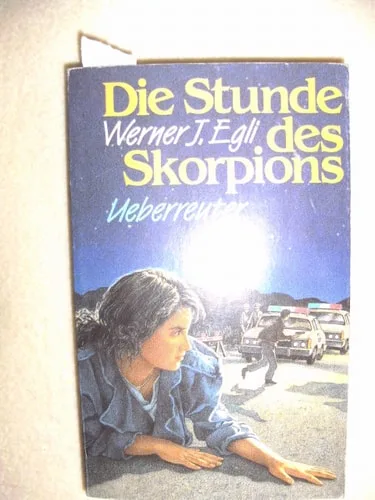 Die Stunde
Werner J. Egli
des
Skorpions
Ueberreuter